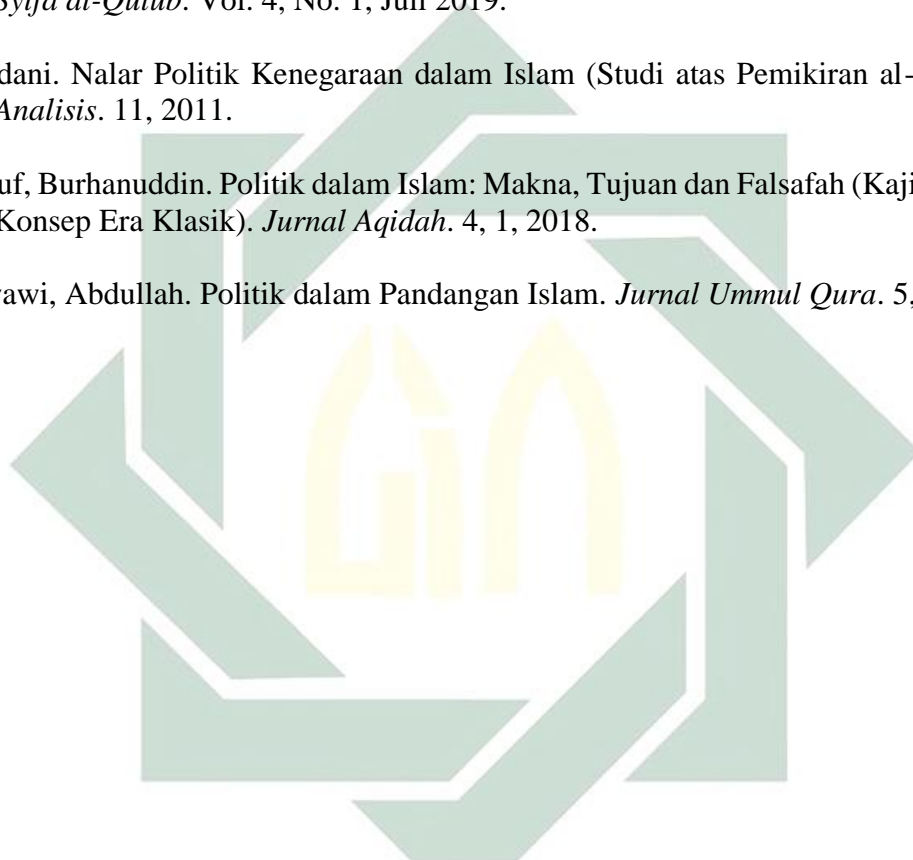 Syifa al-Qulub. Vol. 4, No. 1, Juli 2019.
dani. Nalar Politik Kenegaraan dalam Islam (Studi atas Pemikiran al-
Analisis. 11, 2011.
uf, Burhanuddin. Politik dalam Islam: Makna, Tujuan dan Falsafah (Kaji
Konsep Era Klasik). Jurnal Aqidah. 4, 1, 2018.
awi, Abdullah. Politik dalam Pandangan Islam. Jurnal Ummul Qura. 5,